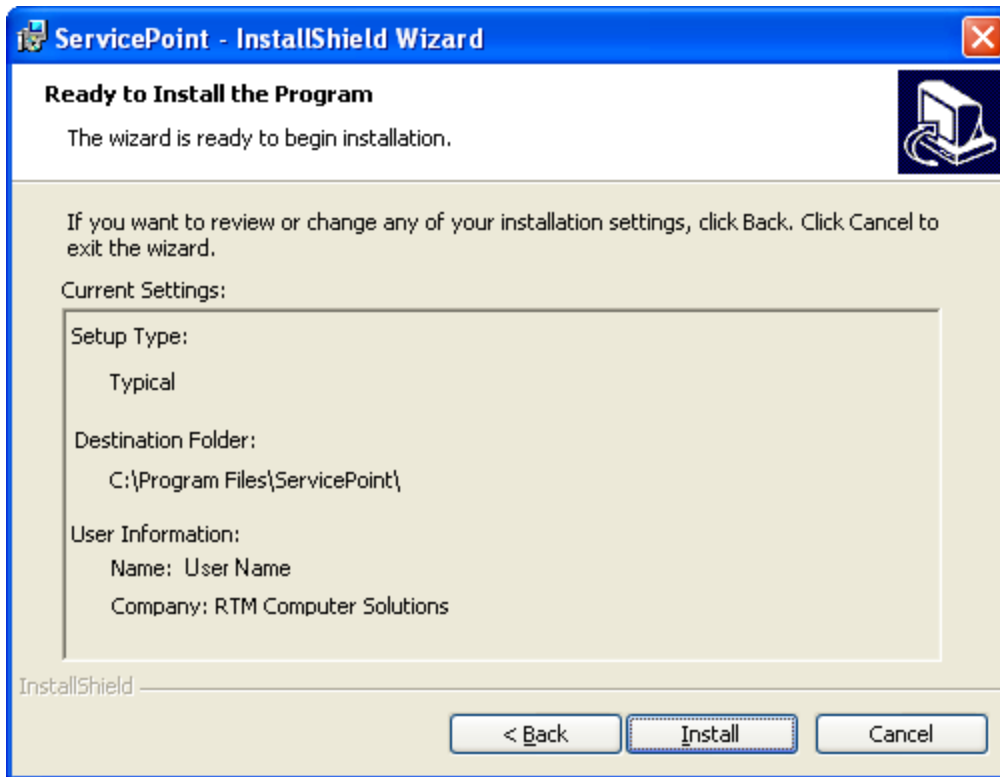 ServicePoint - InstallShield Wizard
Ready to Install the Program
The wizard is ready to begin installation.
If you want to review or change any of your installation settings, click Back. Click Cancel to
exit the wizard.
Current Settings:
Setup Type:
Typical
Destination Folder:
C:\Program Files\ServicePoint\
User Information:
Name: User Name
Company: RTM Computer Solutions
InstallShield
< Back
Install
Cancel